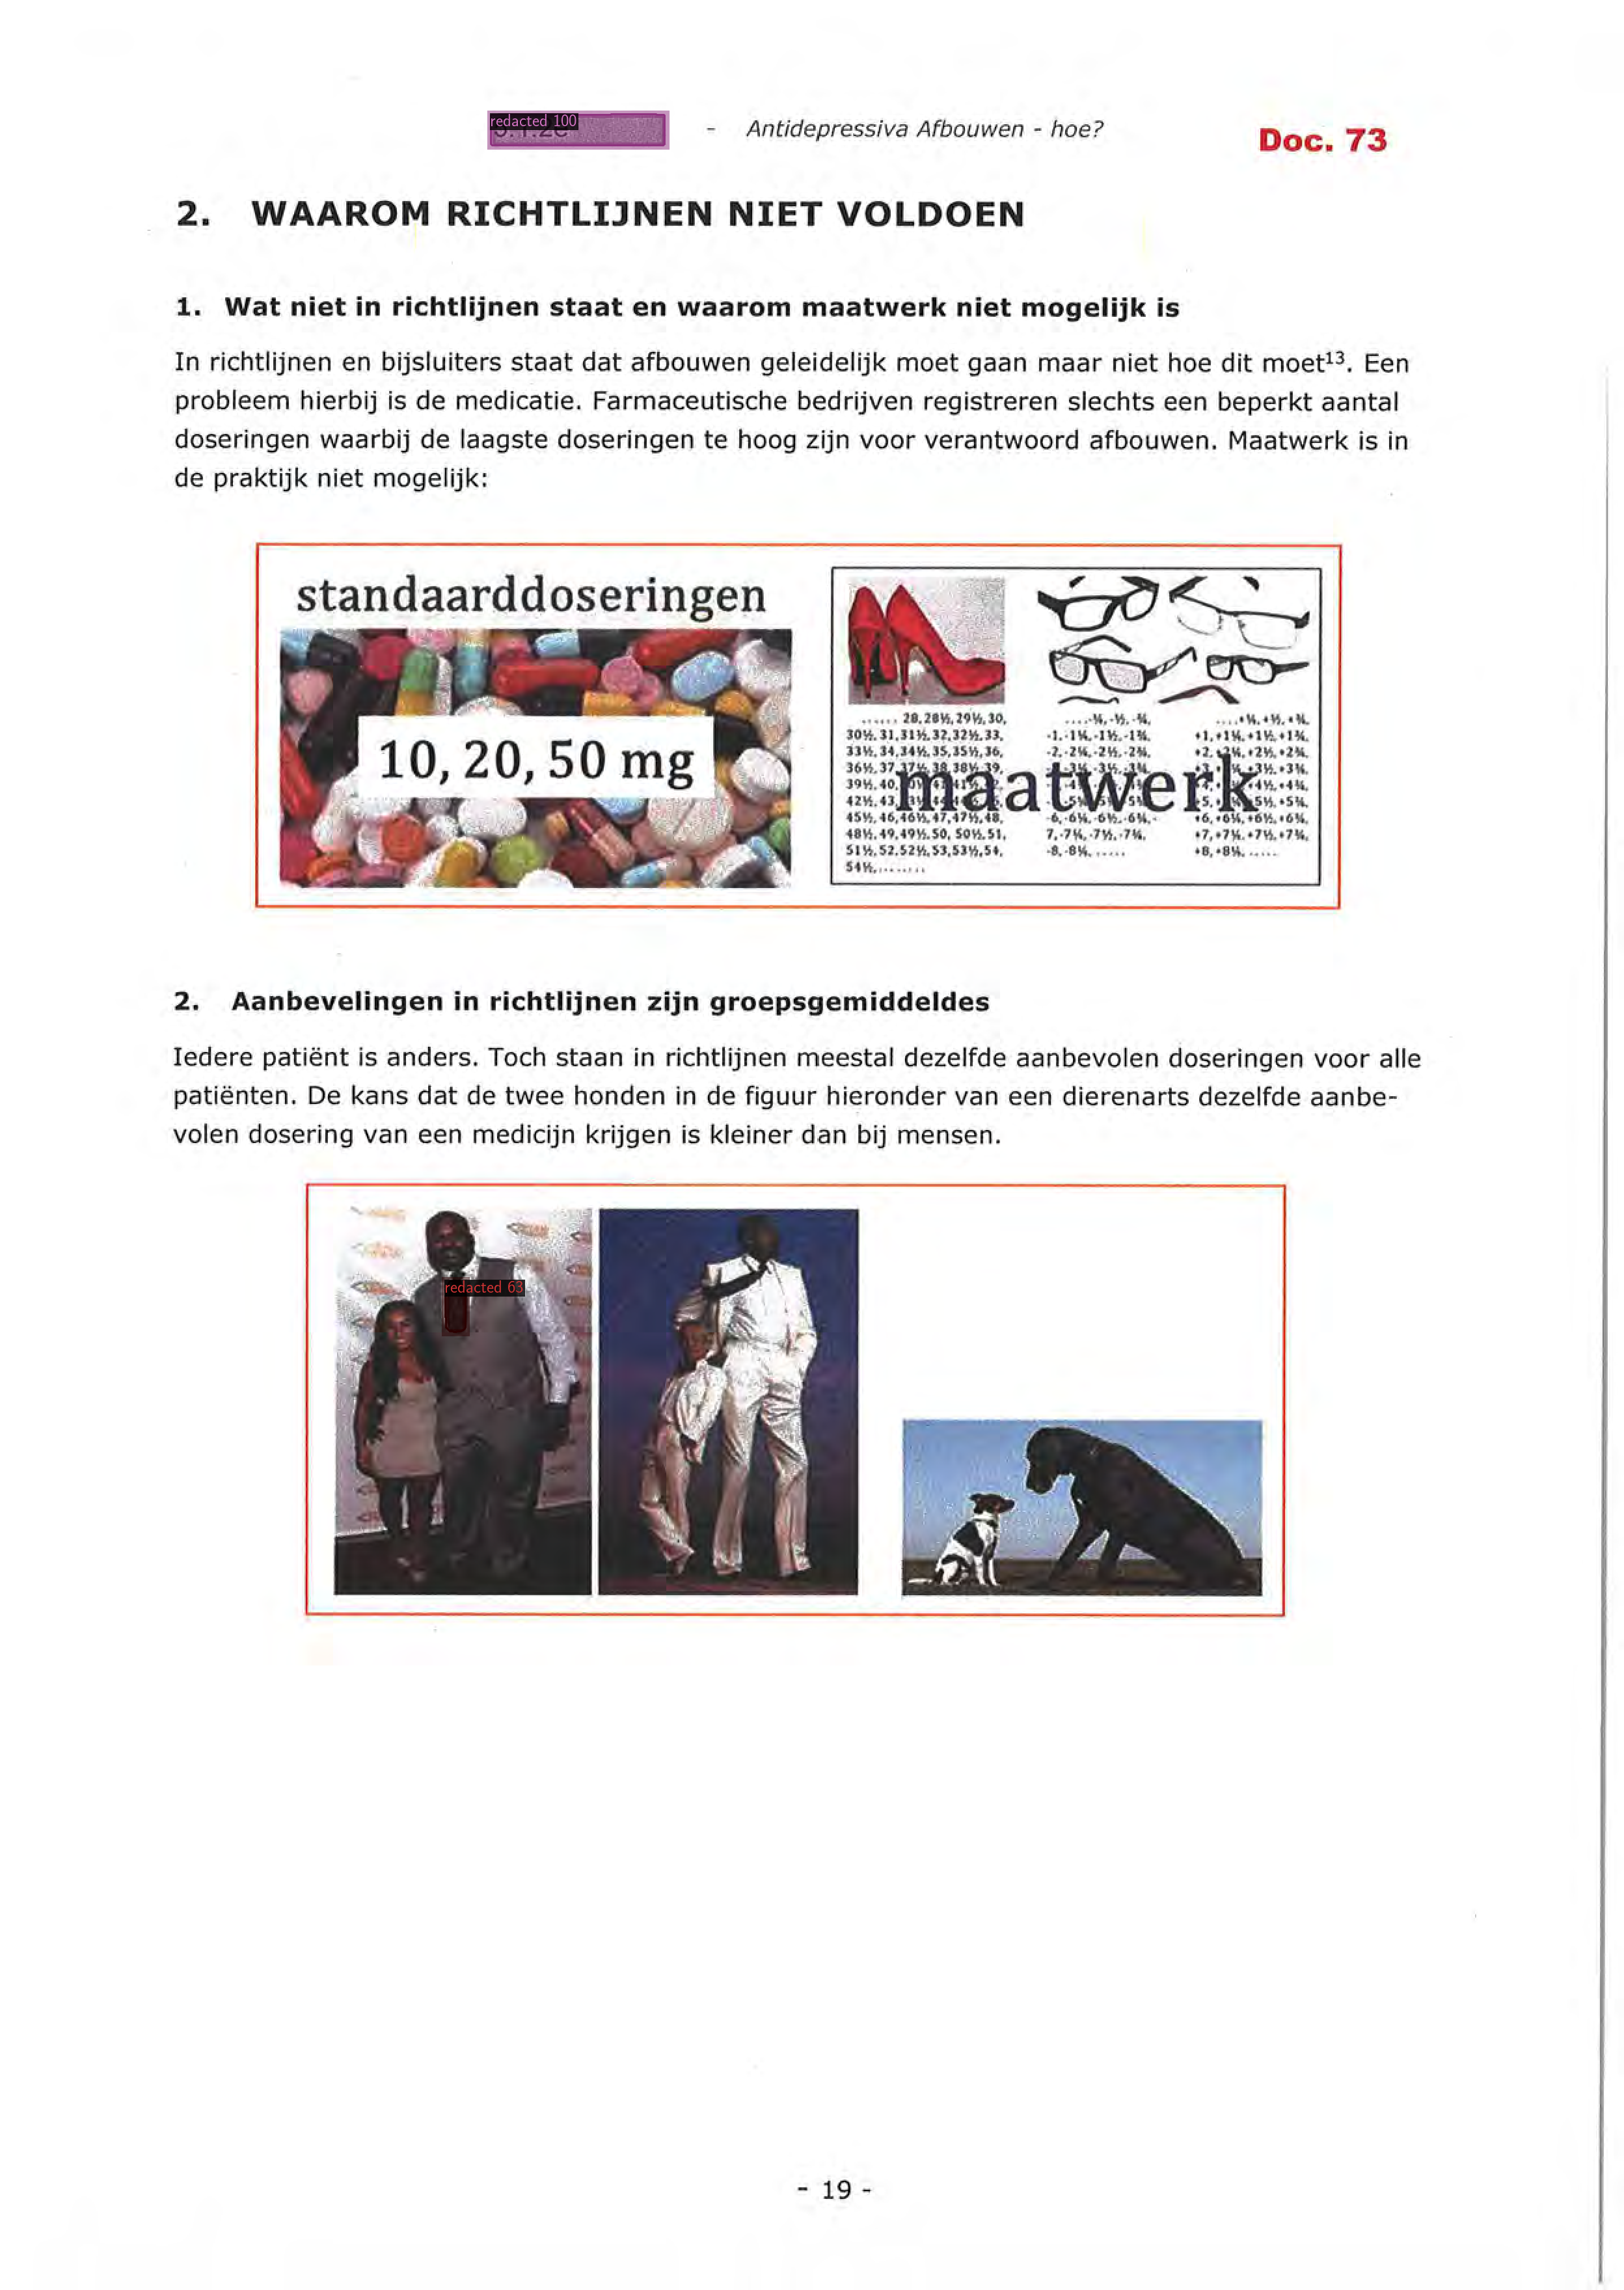 redacted 100
- Antidepressiva Afbouwen - hoe?
Doc. 73
2. WAAROM RICHTLIJNEN NIET VOLDOEN
1. Wat niet in richtlijnen staat en waarom maatwerk niet mogelijk is
In richtlijnen en bijsluiters staat dat afbouwen geleidelijk moet gaan maar niet hoe dit moet¹³. Een
probleem hierbij is de medicatie. Farmaceutische bedrijven registreren slechts een beperkt aantal
doseringen waarbij de laagste doseringen te hoog zijn voor verantwoord afbouwen. Maatwerk is in
de praktijk niet mogelijk:
standaarddoseringen
10, 20, 50 mg
...... 28, 28½, 29½, 30,
30½, 31, 31½, 32, 32½, 33,
33½, 34, 34½, 35, 35½, 36,
36½, 37, 37½, 38, 38½, 39,
39½, 40,
42½, 43,
45½, 46, 46½, 47, 47½, 48,
48½, 49, 49½, 50, 50½, 51,
51½, 52, 52½, 53, 53½, 54,
54½,.........
....-¼, -½, -¾,
-1, -1¼, -1½, -1¾,
-2, -2¼, -2½, -2¾,
-6, -6¼, -6½, -6¾,
7, -7¼, -7½, -7¾,
-8, -8¼, .....
....+¼, +½, +¾,
+1, +1¼, +1½, +1¾,
+2, +2¼, +2½, +2¾,
+6, +6¼, +6½, +6¾,
+7, +7¼, +7½, +7¾,
+8, +8¼, .....
maatwerk
2. Aanbevelingen in richtlijnen zijn groepsgemiddeldes
Iedere patiënt is anders. Toch staan in richtlijnen meestal dezelfde aanbevolen doseringen voor alle
patiënten. De kans dat de twee honden in de figuur hieronder van een dierenarts dezelfde aanbe-
volen dosering van een medicijn krijgen is kleiner dan bij mensen.
redacted 63
- 19 -